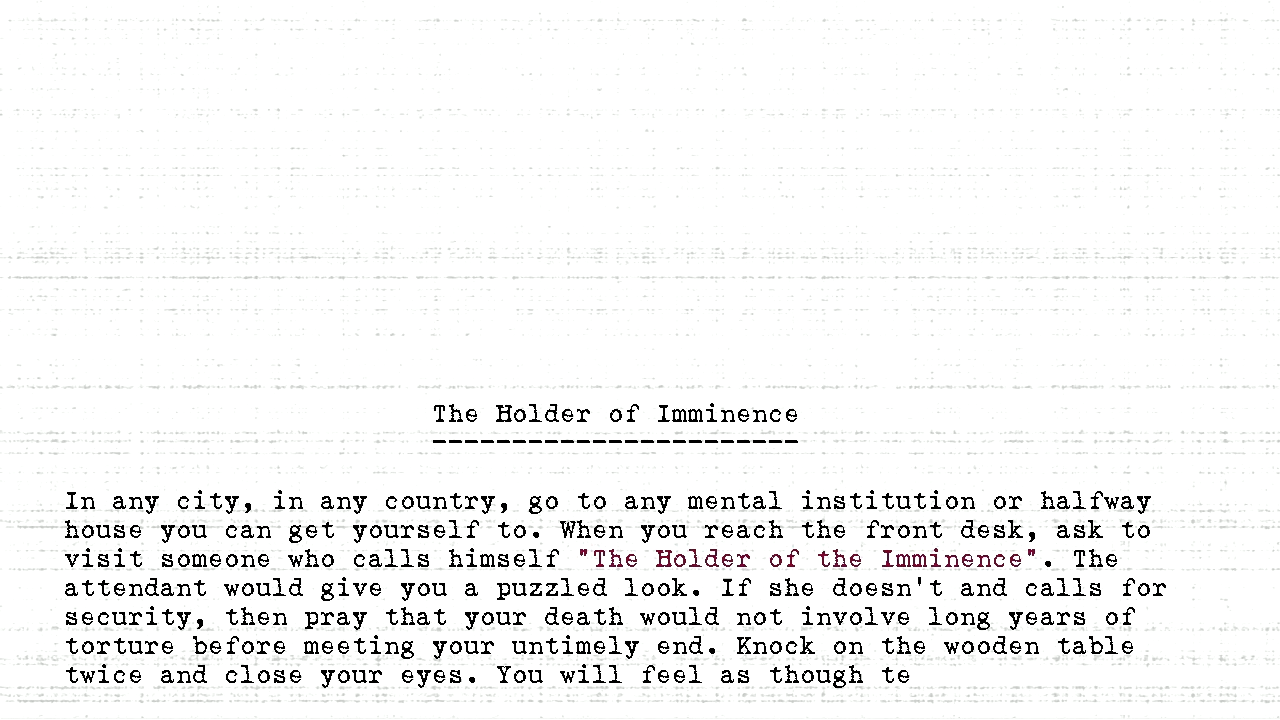 The Holder of Imminence
-----------------------
In any city, in any country, go to any mental institution or halfway
house you can get yourself to. When you reach the front desk, ask to
visit someone who calls himself "The Holder of the Imminence". The
attendant would give you a puzzled look. If she doesn't and calls for
security, then pray that your death would not involve long years of
torture before meeting your untimely end. Knock on the wooden table
twice and close your eyes. You will feel as though te